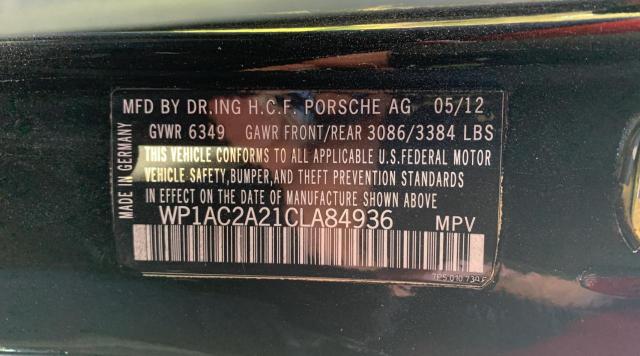 MFD BY DR.ING H.C.F. PORSCHE AG 05/12
GVWR 6349 GAWR FRONT/REAR 3086/3384 LBS
THIS VEHICLE CONFORMS TO ALL APPLICABLE U.S.FEDERAL MOTOR
VEHICLE SAFETY,BUMPER,AND THEFT PREVENTION STANDARDS
IN EFFECT ON THE DATE OF MANUFACTURE SHOWN ABOVE
WP1AC2A21CLA84936 MPV
MADE IN GERMANY